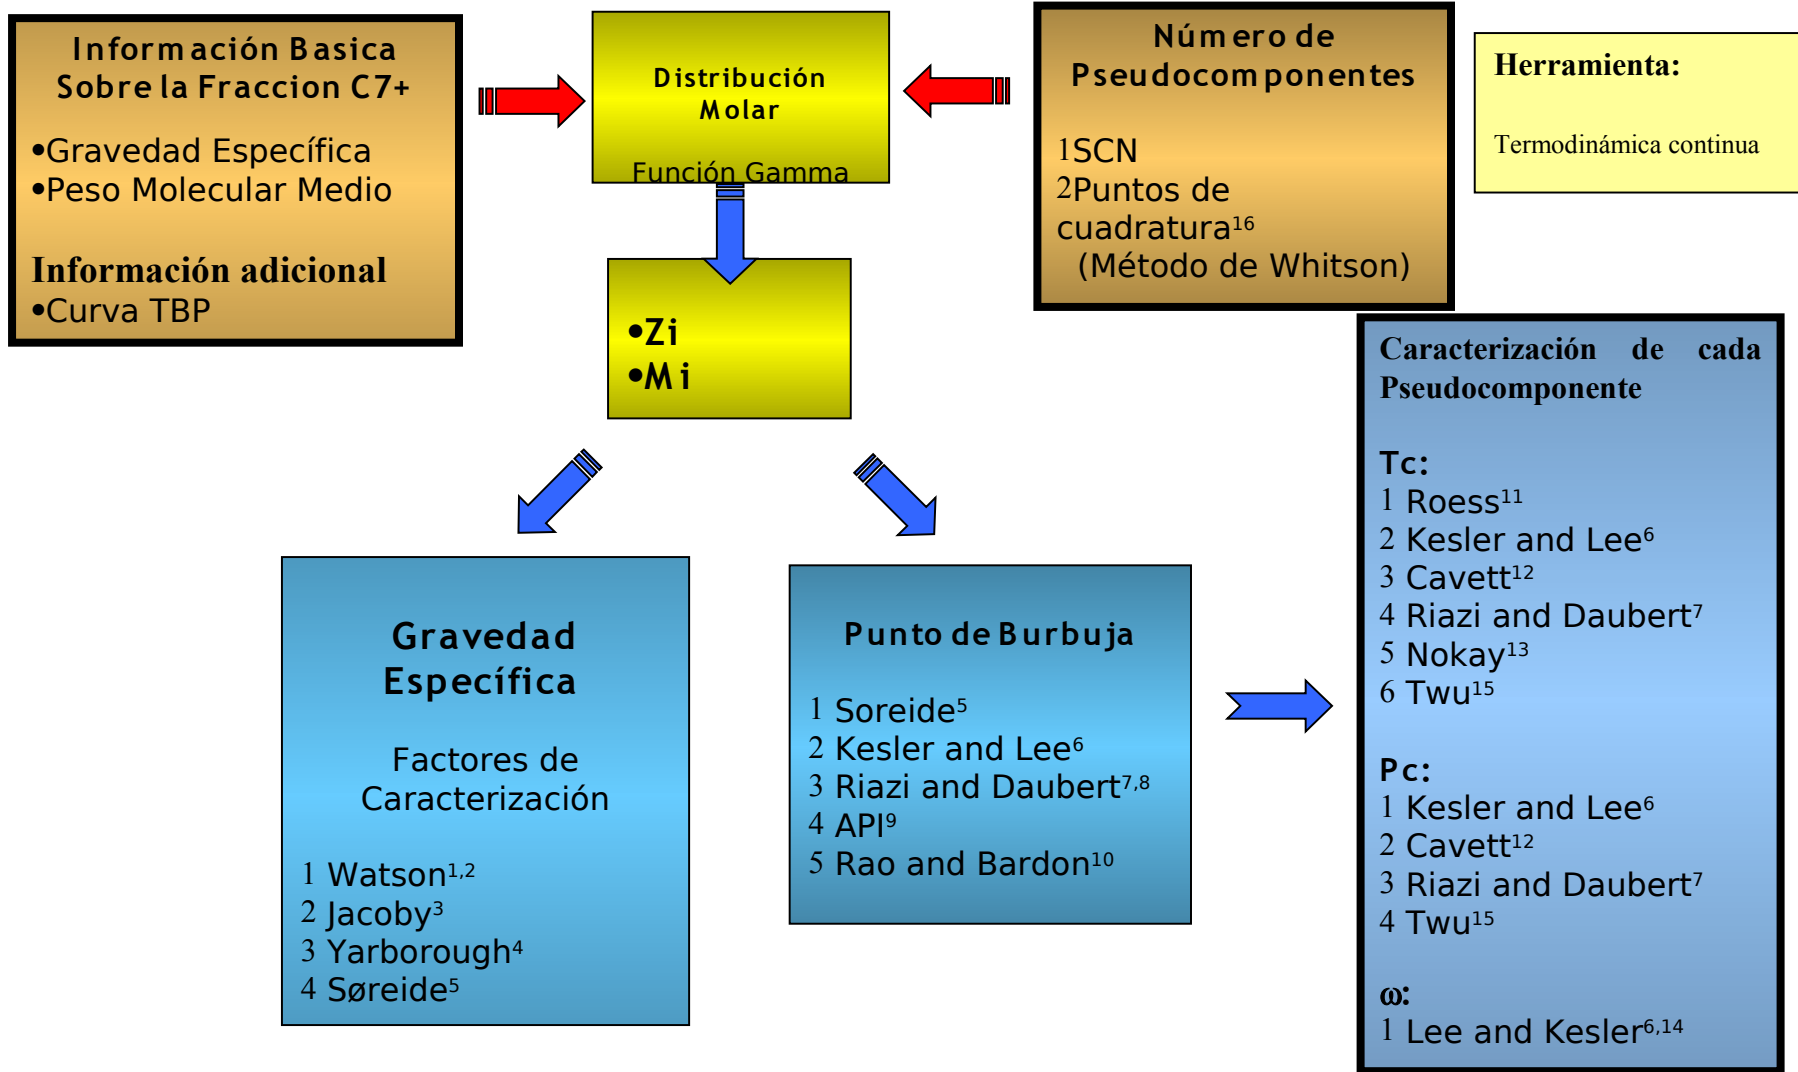 Información Basica
Sobre la Fraccion C7+
•Gravedad Específica
•Peso Molecular Medio
Información adicional
•Curva TBP
Distribución
Molar
Función Gamma
Número de
Pseudocomponentes
1SCN
2Puntos de
cuadratura¹⁶
(Método de Whitson)
Herramienta:
Termodinámica continua
•Zi
•Mi
Gravedad
Específica
Factores de
Caracterización
1 Watson¹,²
2 Jacoby³
3 Yarborough⁴
4 Søreide⁵
Punto de Burbuja
1 Soreide⁵
2 Kesler and Lee⁶
3 Riazi and Daubert⁷,⁸
4 API⁹
5 Rao and Bardon¹⁰
Caracterización de cada
Pseudocomponente
Tc:
1 Roess¹¹
2 Kesler and Lee⁶
3 Cavett¹²
4 Riazi and Daubert⁷
5 Nokay¹³
6 Twu¹⁵
Pc:
1 Kesler and Lee⁶
2 Cavett¹²
3 Riazi and Daubert⁷
4 Twu¹⁵
ω:
1 Lee and Kesler⁶,¹⁴